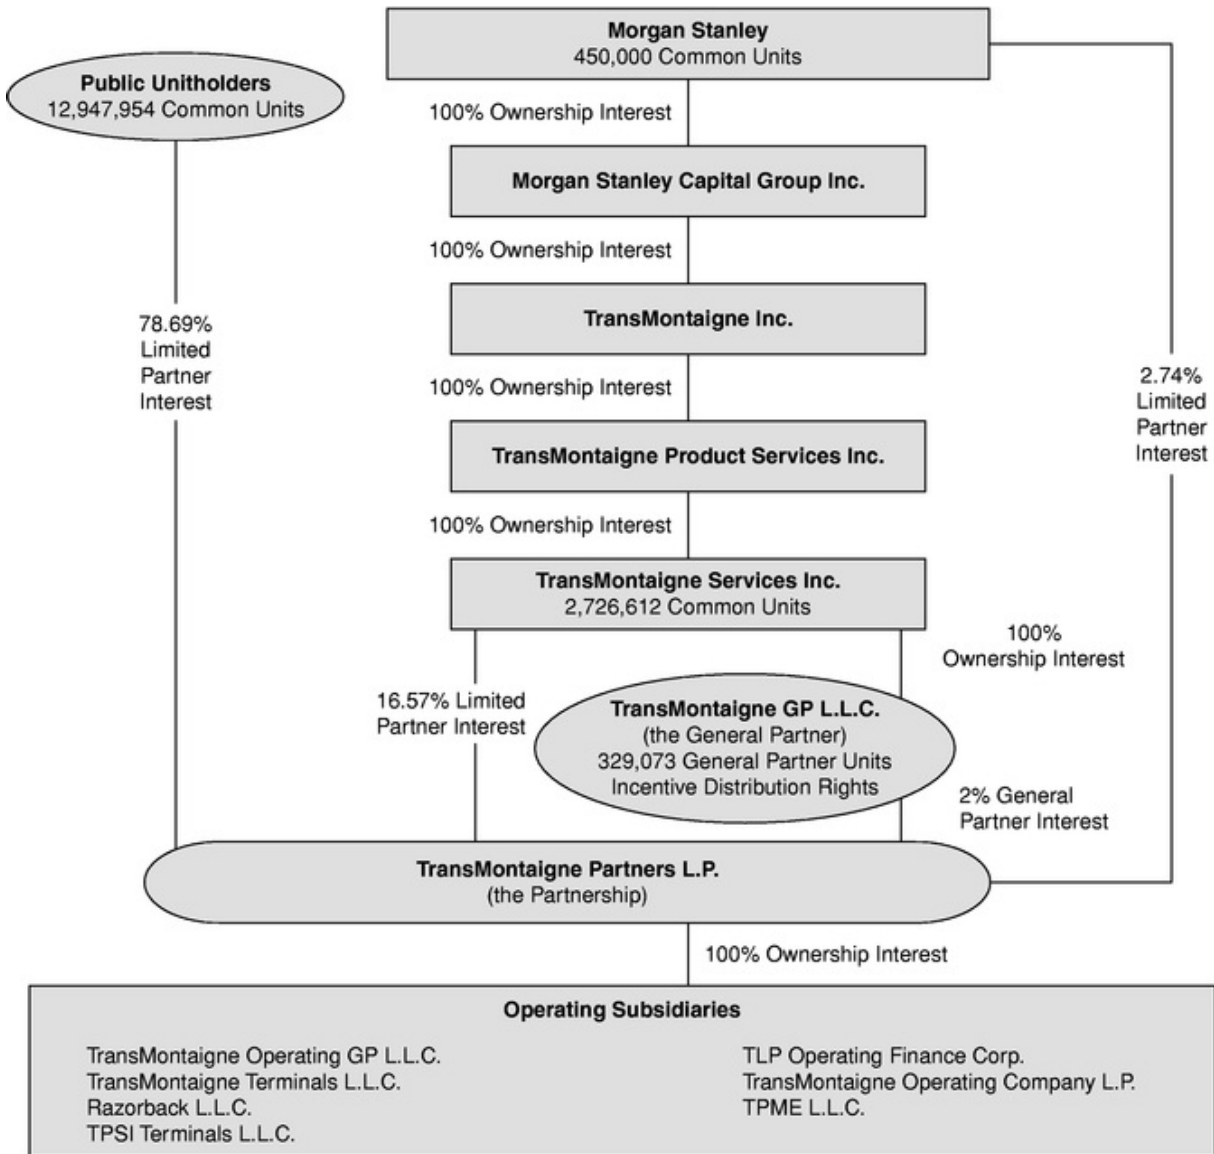 Morgan Stanley
450,000 Common Units
Public Unitholders
12,947,954 Common Units
100% Ownership Interest
Morgan Stanley Capital Group Inc.
100% Ownership Interest
TransMontaigne Inc.
78.69%
Limited
Partner
Interest
2.74%
Limited
Partner
Interest
100% Ownership Interest
TransMontaigne Product Services Inc.
100% Ownership Interest
TransMontaigne Services Inc.
2,726,612 Common Units
100%
Ownership Interest
16.57% Limited
Partner Interest
TransMontaigne GP L.L.C.
(the General Partner)
329,073 General Partner Units
Incentive Distribution Rights
2% General
Partner Interest
TransMontaigne Partners L.P.
(the Partnership)
100% Ownership Interest
Operating Subsidiaries
TransMontaigne Operating GP L.L.C.
TransMontaigne Terminals L.L.C.
Razorback L.L.C.
TPSI Terminals L.L.C.
TLP Operating Finance Corp.
TransMontaigne Operating Company L.P.
TPME L.L.C.